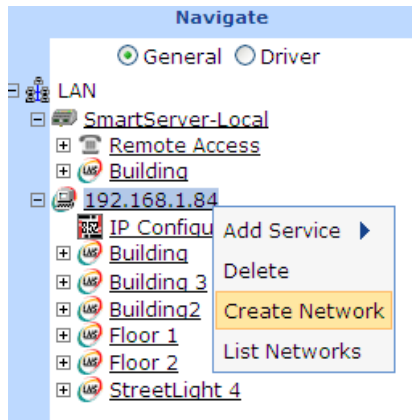 Navigate
General Driver
LAN
SmartServer-Local
Remote Access
Building
192.168.1.84
IP Configu
Building
Building 3
Building2
Floor 1
Floor 2
StreetLight 4
Add Service
Delete
Create Network
List Networks